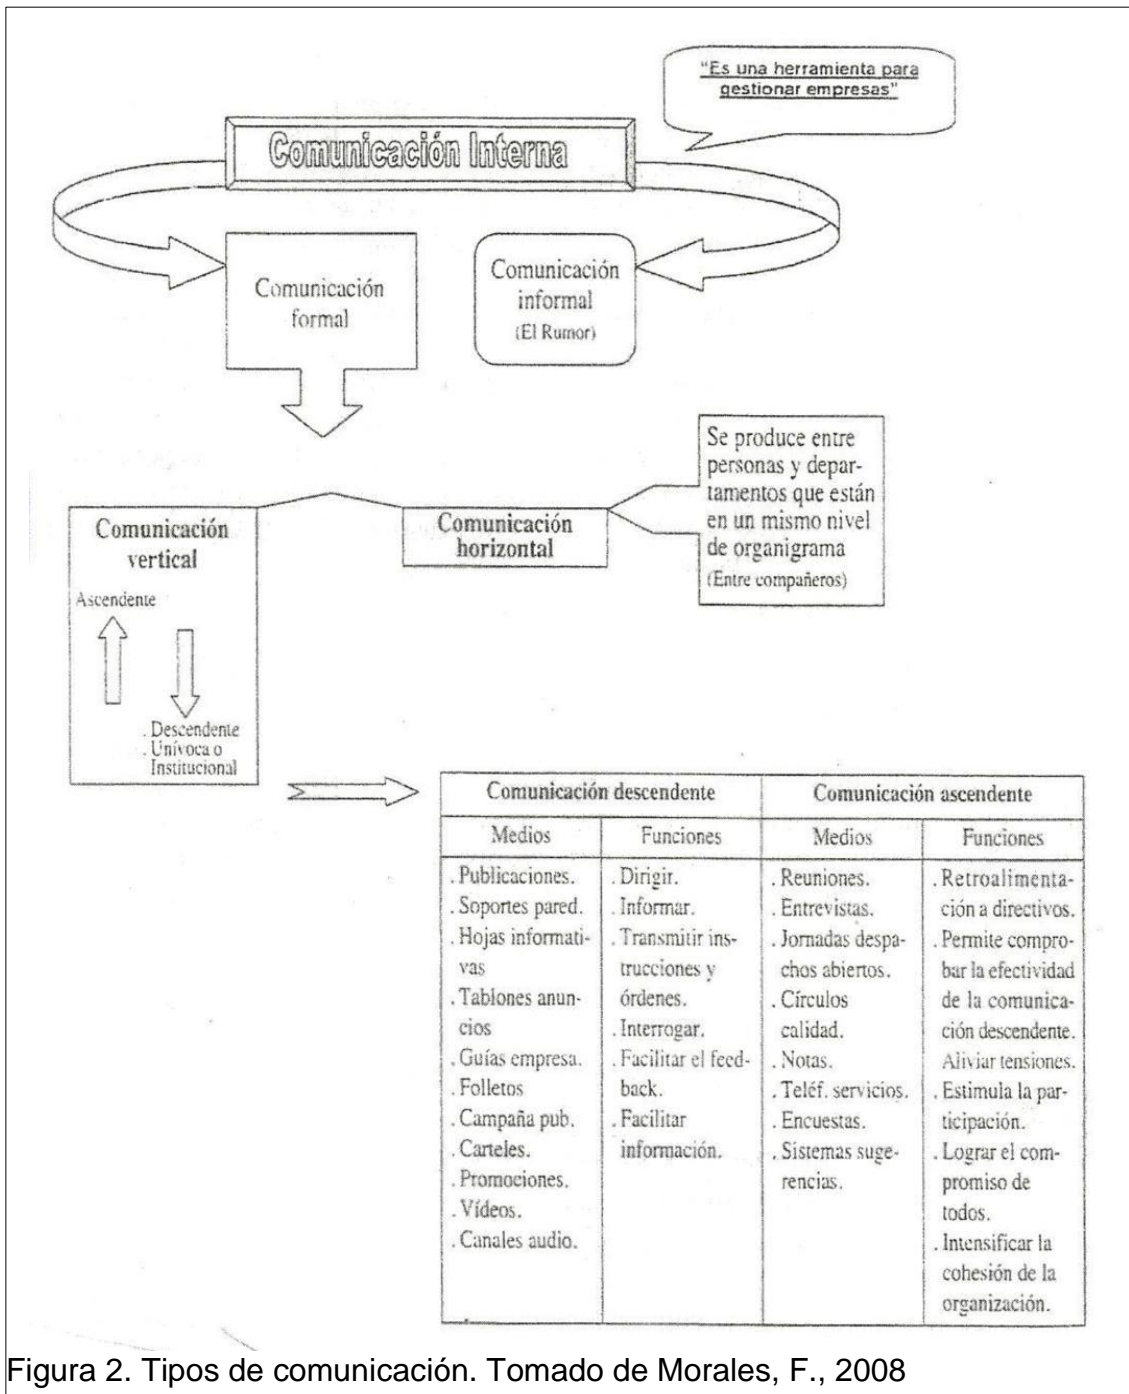 "Es una herramienta para
gestionar empresas"
Comunicación Interna
Comunicación
formal
Comunicación
informal
(El Rumor)
Se produce entre
personas y depar-
tamentos que están
en un mismo nivel
de organigrama
(Entre compañeros)
Comunicación
vertical
Ascendente
. Descendente
. Unívoca o
Institucional
Comunicación
horizontal
Comunicación descendente
Medios
. Publicaciones.
. Soportes pared.
. Hojas informati-
vas
. Tablones anun-
cios
. Guías empresa.
. Folletos
. Campaña pub.
. Carteles.
. Promociones.
. Vídeos.
. Canales audio.
Funciones
. Dirigir.
. Informar.
. Transmitir ins-
trucciones y
órdenes.
. Interrogar.
. Facilitar el feed-
back.
. Facilitar
información.
Comunicación ascendente
Medios
. Reuniones.
. Entrevistas.
. Jornadas despa-
chos abiertos.
. Círculos
calidad.
. Notas.
. Teléf. servicios.
. Encuestas.
. Sistemas suge-
rencias.
Funciones
. Retroalimenta-
ción a directivos.
. Permite compro-
bar la efectividad
de la comunica-
ción descendente.
Aliviar tensiones.
. Estimula la par-
ticipación.
. Lograr el com-
promiso de
todos.
. Intensificar la
cohesión de la
organización.
Figura 2. Tipos de comunicación. Tomado de Morales, F., 2008